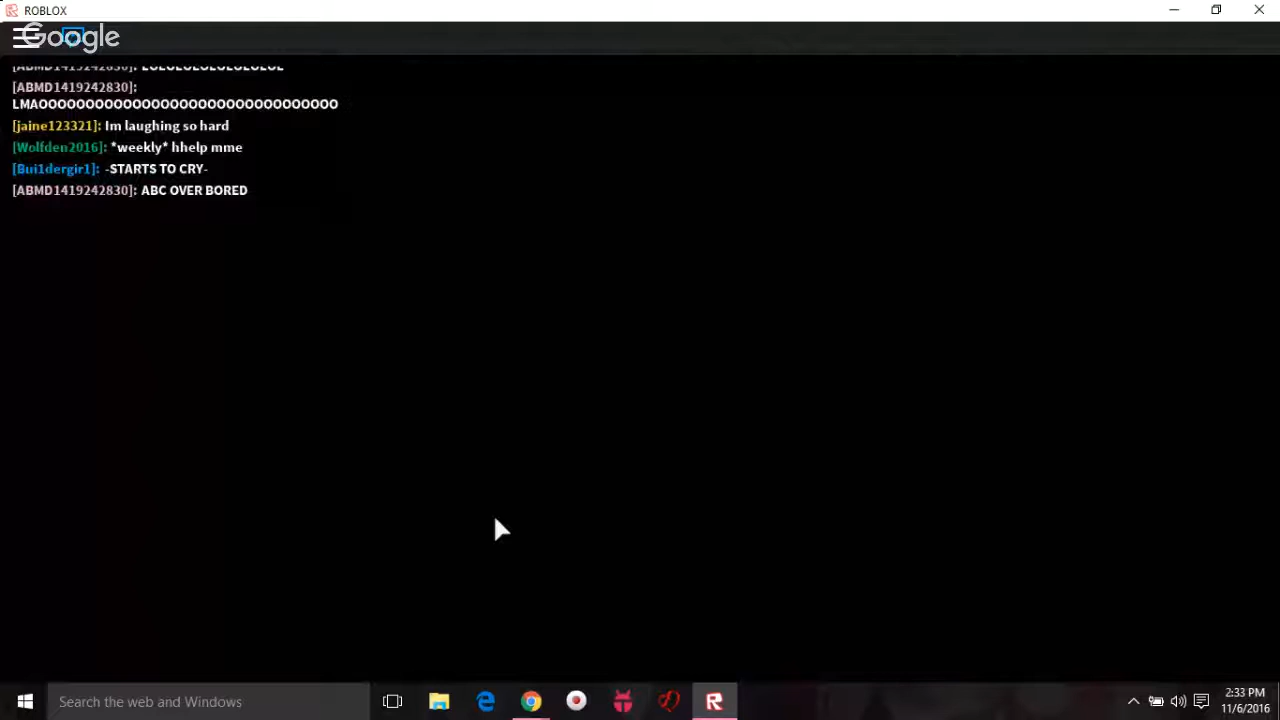 ROBLOX
Google
[ABMD1419242830]:
LMAOOOOOOOOOOOOOOOOOOOOOOOOOOOOOOOO
[jaine123321]: Im laughing so hard
[Wolfden2016]: *weekly* hhelp mme
[Bui1dergir1]: -STARTS TO CRY-
[ABMD1419242830]: ABC OVER BORED
Search the web and Windows
2:33 PM
11/6/2016